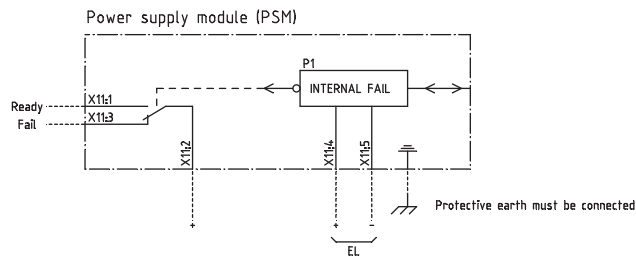 Power supply module (PSM)
P1
INTERNAL FAIL
Ready
X11:1
Fail
X11:3
X11:2
X11:4
X11:5
Protective earth must be connected
+
+ -
EL